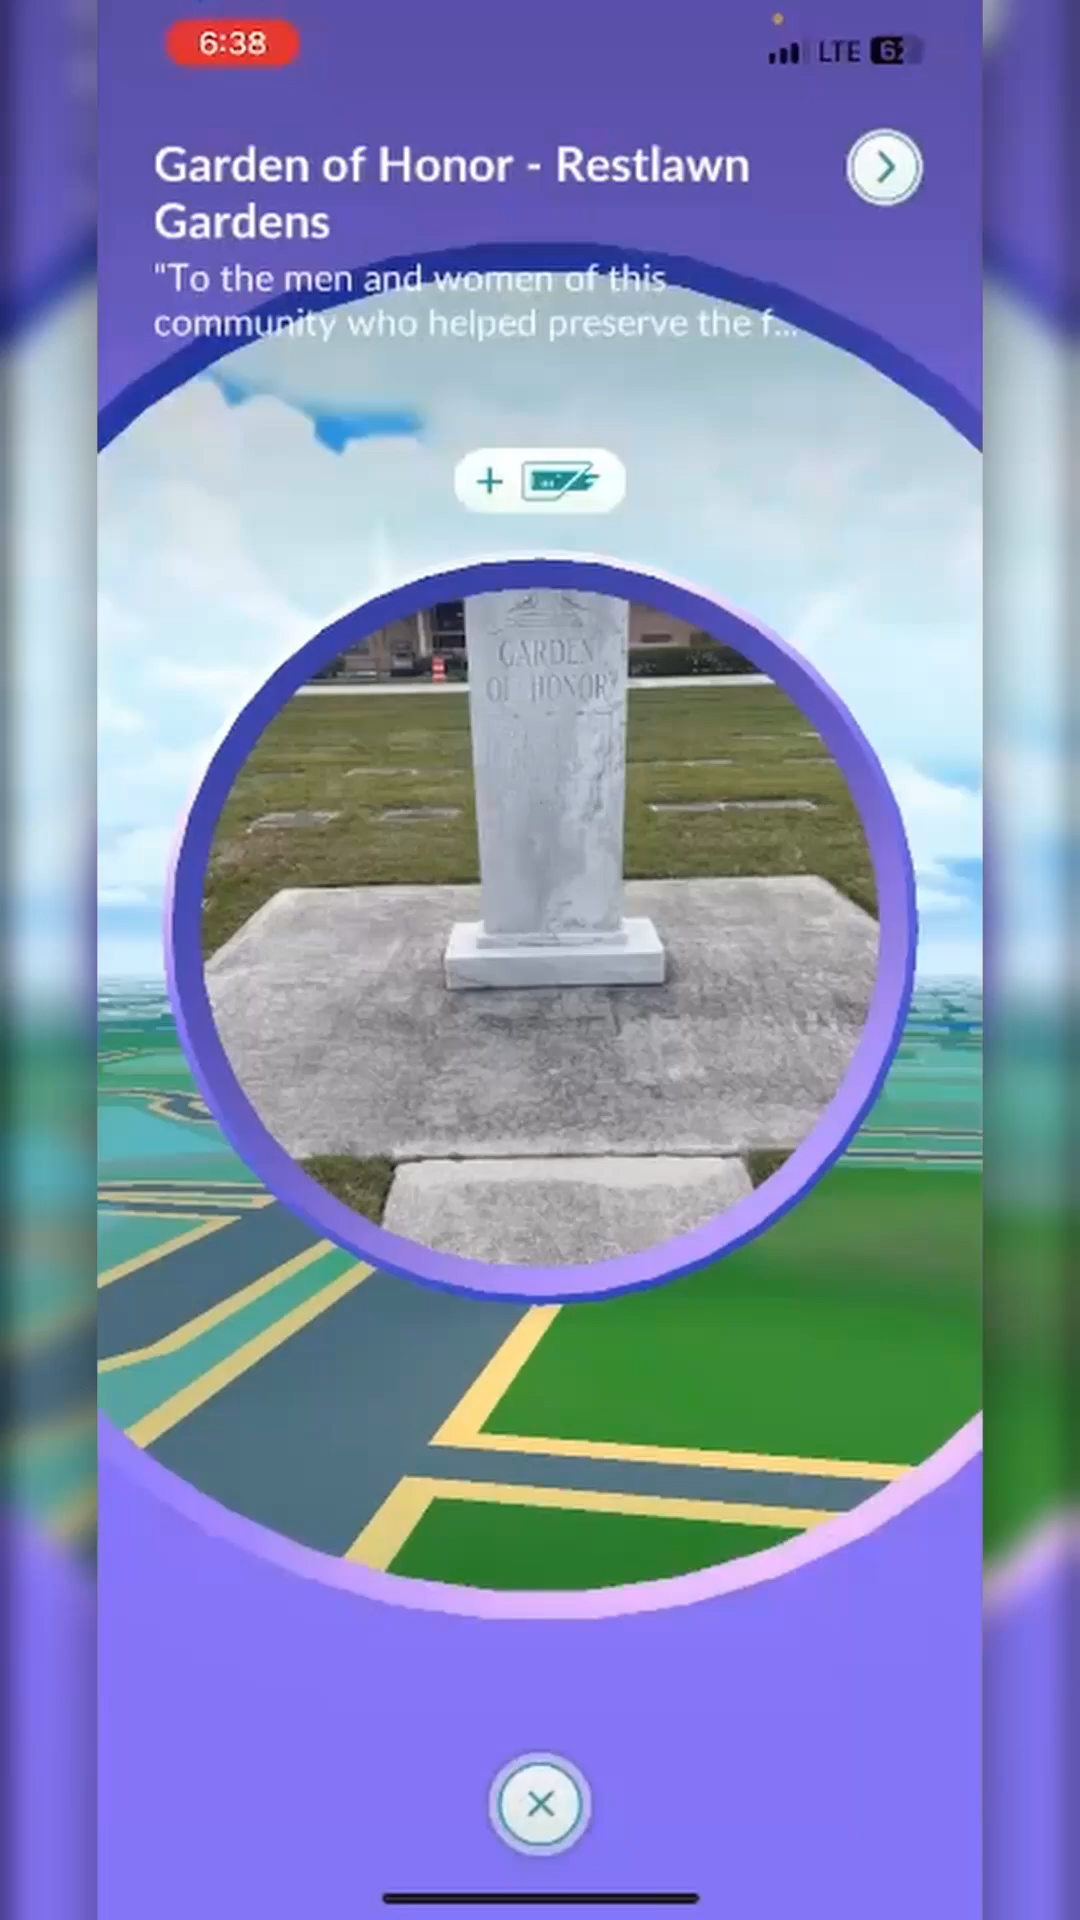 6:38
LTE
Garden of Honor - Restlawn
Gardens
"To the men and women of this
community who helped preserve the f...
GARDEN
OF HONOR